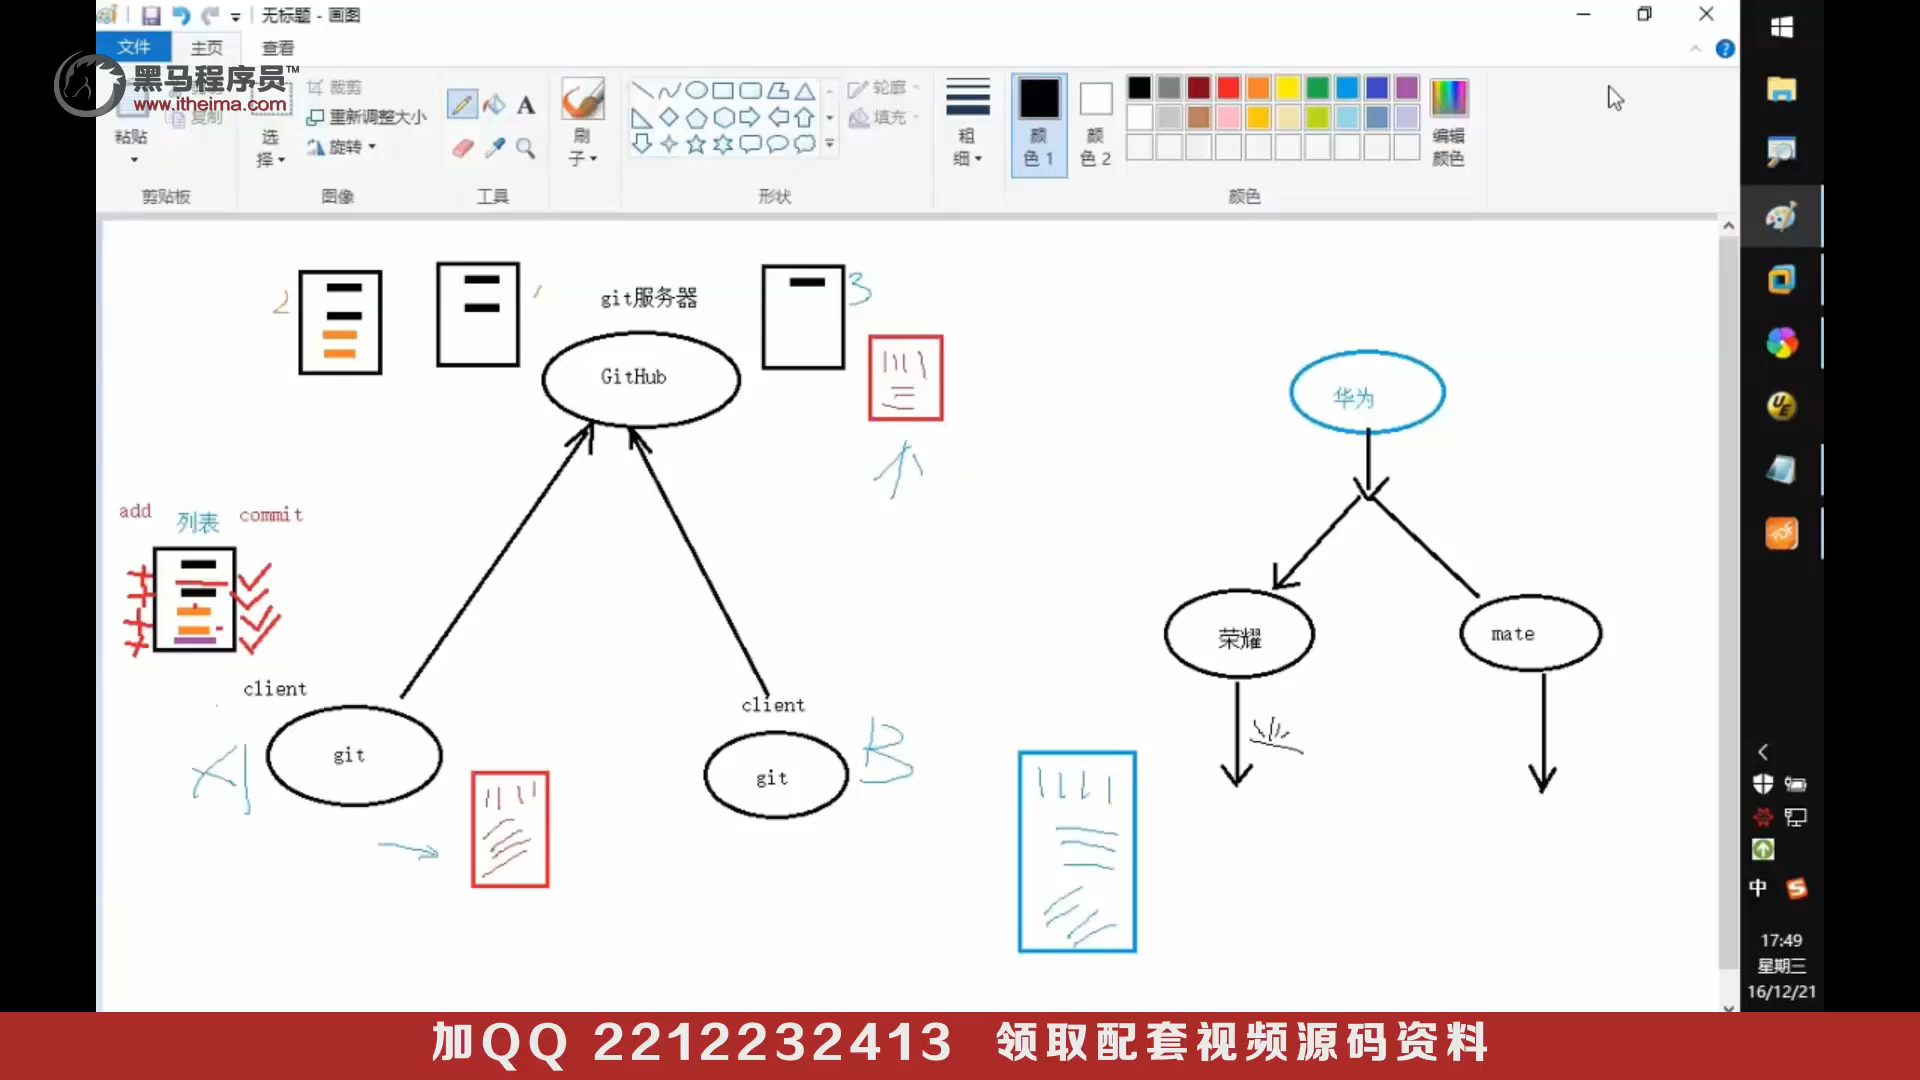 无标题 - 画图
文件 主页 查看
黑马程序员™
www.itheima.com
粘贴
复制
剪贴板
选择
裁剪
重新调整大小
旋转
图像
A
工具
刷子
形状
轮廓
填充
粗细
颜色 1
颜色 2
编辑颜色
颜色
2
git服务器
3
GitHub
华为
add 列表 commit
荣耀
mate
client
client
A
git
git
B
中
17:49
星期三
16/12/21
加QQ 2212232413 领取配套视频源码资料